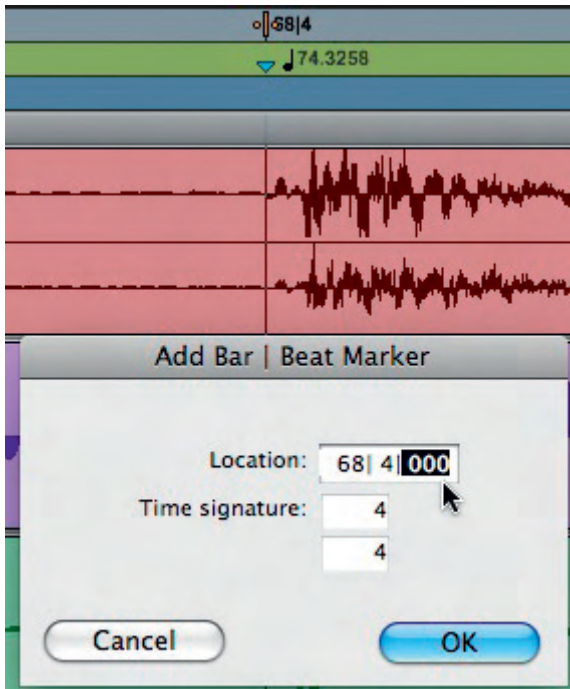 68|4
74.3258
Add Bar | Beat Marker
Location: 68| 4| 000
Time signature: 4
4
Cancel OK